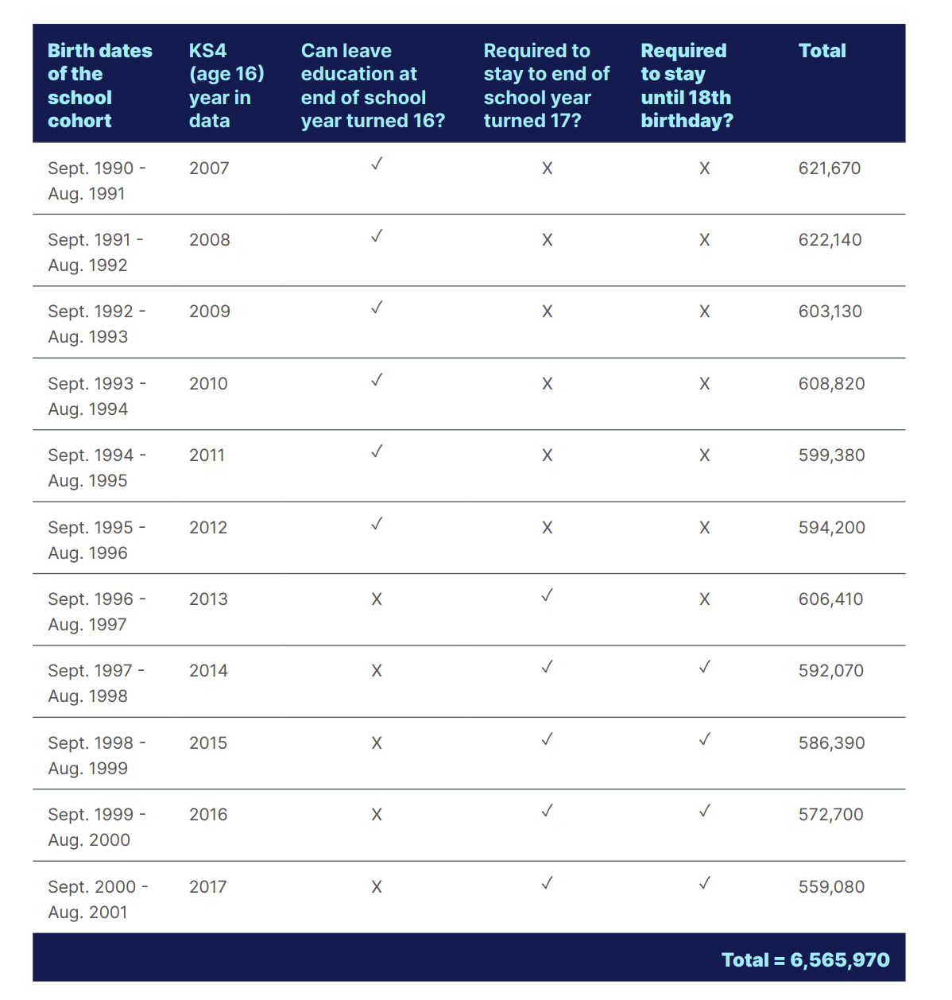 Birth dates of the school cohort | KS4 (age 16) year in data | Can leave education at end of school year turned 16? | Required to stay to end of school year turned 17? | Required to stay until 18th birthday? | Total
Sept. 1990 - Aug. 1991 | 2007 | ✓ | X | X | 621,670
Sept. 1991 - Aug. 1992 | 2008 | ✓ | X | X | 622,140
Sept. 1992 - Aug. 1993 | 2009 | ✓ | X | X | 603,130
Sept. 1993 - Aug. 1994 | 2010 | ✓ | X | X | 608,820
Sept. 1994 - Aug. 1995 | 2011 | ✓ | X | X | 599,380
Sept. 1995 - Aug. 1996 | 2012 | ✓ | X | X | 594,200
Sept. 1996 - Aug. 1997 | 2013 | X | ✓ | X | 606,410
Sept. 1997 - Aug. 1998 | 2014 | X | ✓ | ✓ | 592,070
Sept. 1998 - Aug. 1999 | 2015 | X | ✓ | ✓ | 586,390
Sept. 1999 - Aug. 2000 | 2016 | X | ✓ | ✓ | 572,700
Sept. 2000 - Aug. 2001 | 2017 | X | ✓ | ✓ | 559,080
Total = 6,565,970